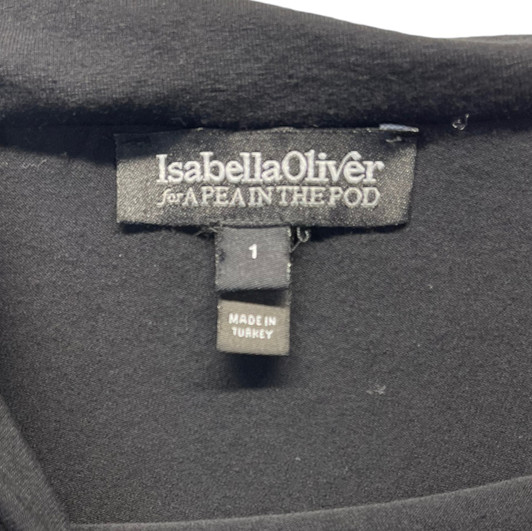 IsabellaOliver
for A PEA IN THE POD
1
MADE IN
TURKEY